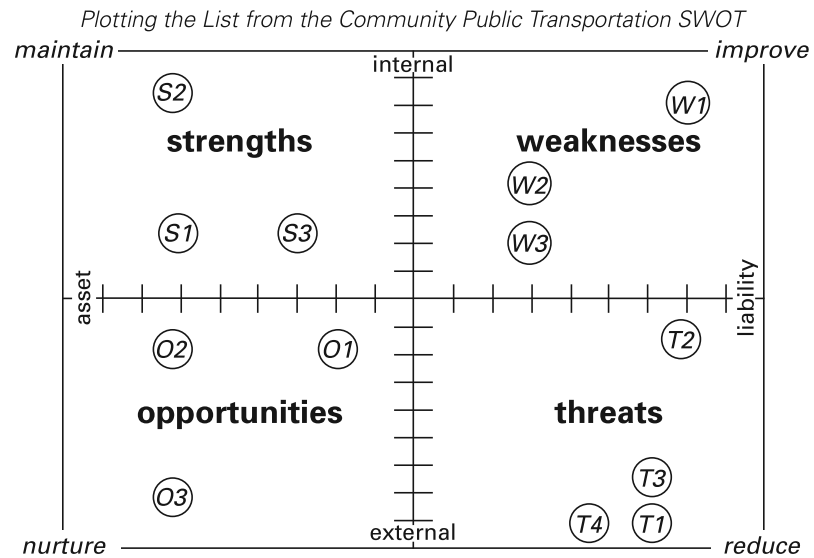 Plotting the List from the Community Public Transportation SWOT
maintain
improve
internal
S2
W1
strengths
weaknesses
W2
S1
S3
W3
asset
liability
O2
O1
T2
opportunities
threats
T3
O3
T4
T1
external
nurture
reduce